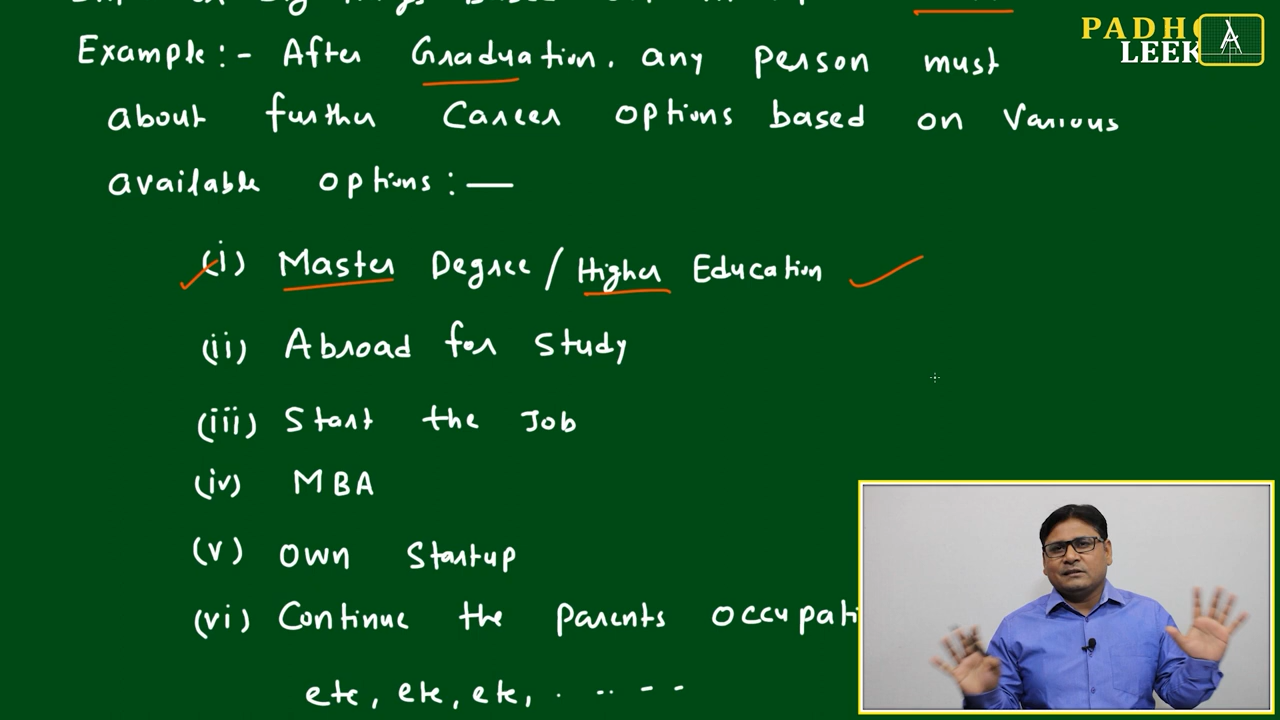 Example:- After Graduation. any person must
about further Career options based on Various
available options:—
(i) Master Degree / Higher Education
(ii) Abroad for Study
(iii) Start the Job
(iv) MBA
(v) Own Startup
(vi) Continue the Parents Occupati
etc, etc, etc, . .. - -
PADH
LEEK